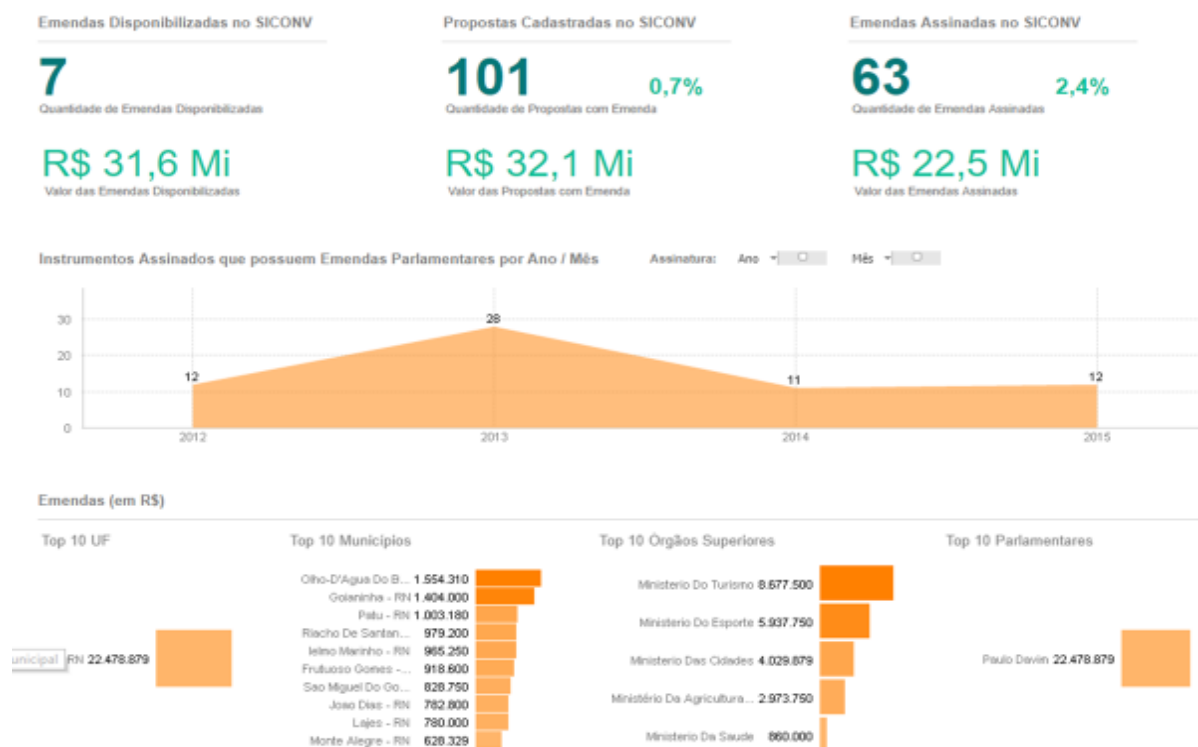 Emendas Disponibilizadas no SICONV
Propostas Cadastradas no SICONV
Emendas Assinadas no SICONV
7
Quantidade de Emendas Disponibilizadas
101
0,7%
Quantidade de Propostas com Emenda
63
2,4%
Quantidade de Emendas Assinadas
R$ 31,6 Mi
Valor das Emendas Disponibilizadas
R$ 32,1 Mi
Valor das Propostas com Emenda
R$ 22,5 Mi
Valor das Emendas Assinadas
Instrumentos Assinados que possuem Emendas Parlamentares por Ano / Mês
Assinatura: Ano Mês
30
20
10
0
12
28
11
12
2012
2013
2014
2015
Emendas (em R$)
Top 10 UF
unicipal RN 22.478.879
Top 10 Municípios
Olho-D'Agua Do B... 1.554.310
Goianinha - RN 1.404.000
Patu - RN 1.003.180
Riacho De Santan... 979.200
Ielmo Marinho - RN 965.250
Frutuoso Gomes -... 918.600
Sao Miguel Do Go... 828.750
Joao Dias - RN 782.800
Lajes - RN 780.000
Monte Alegre - RN 628.329
Top 10 Órgãos Superiores
Ministerio Do Turismo 8.677.500
Ministerio Do Esporte 5.937.750
Ministerio Das Cidades 4.029.879
Ministério Da Agricultura... 2.973.750
Ministerio Da Saude 860.000
Top 10 Parlamentares
Paulo Davim 22.478.879